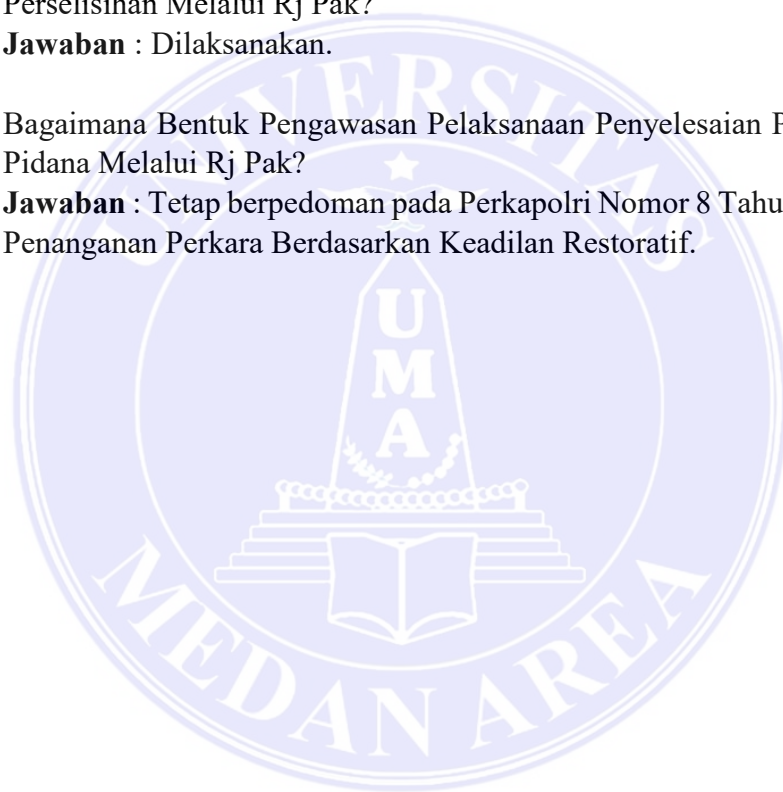 Perselisihan Melalui Rj Pak?
Jawaban : Dilaksanakan.
Bagaimana Bentuk Pengawasan Pelaksanaan Penyelesaian P
Pidana Melalui Rj Pak?
Jawaban : Tetap berpedoman pada Perkapolri Nomor 8 Tahu
Penanganan Perkara Berdasarkan Keadilan Restoratif.
UNIVERSITAS
U
M
A
MEDAN AREA